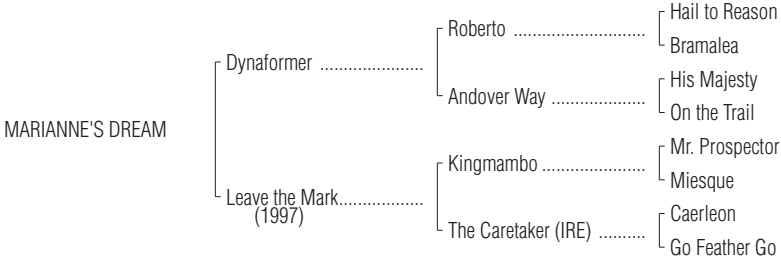 Hail to Reason
Roberto ............................
Bramalea
Dynaformer ......................
His Majesty
Andover Way ....................
On the Trail
MARIANNE'S DREAM
Mr. Prospector
Kingmambo ......................
Miesque
Leave the Mark..................
(1997)
Caerleon
The Caretaker (IRE) ..........
Go Feather Go